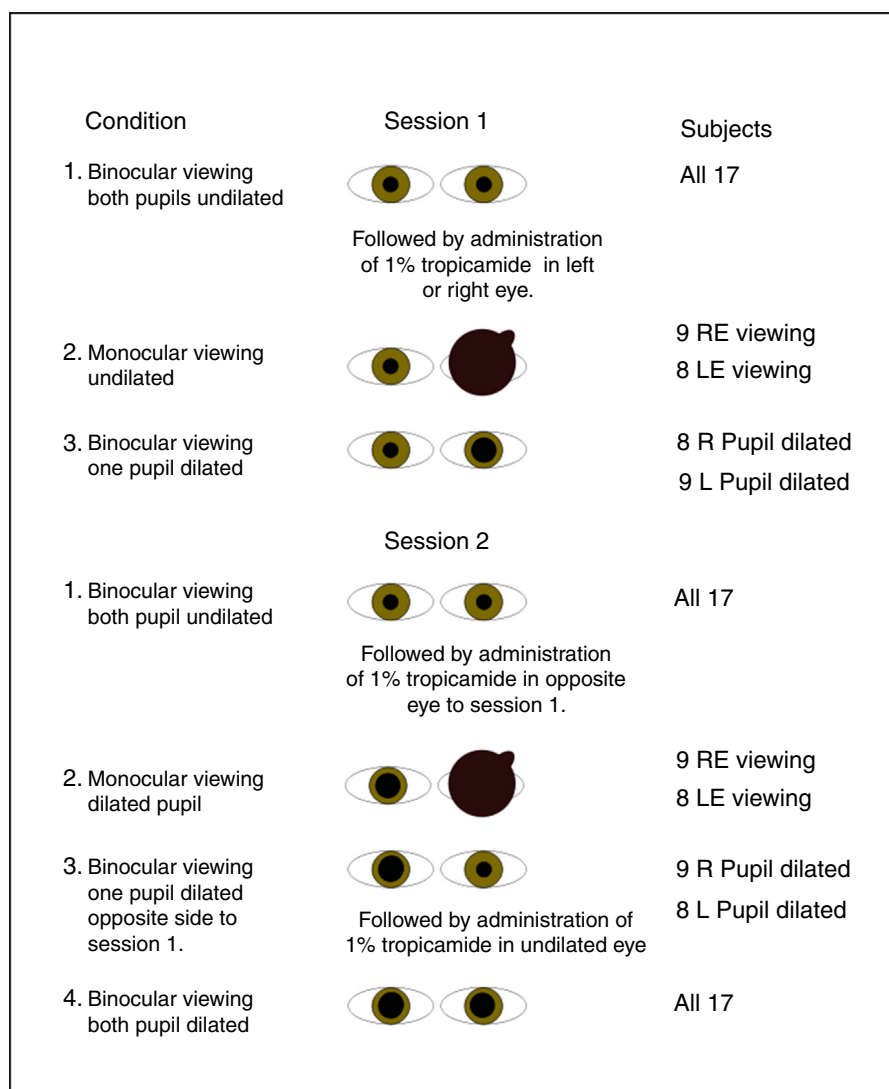 Condition Session 1 Subjects
1. Binocular viewing
both pupils undilated
All 17
Followed by administration
of 1% tropicamide in left
or right eye.
2. Monocular viewing
undilated
9 RE viewing
8 LE viewing
3. Binocular viewing
one pupil dilated
8 R Pupil dilated
9 L Pupil dilated
Session 2
1. Binocular viewing
both pupil undilated
All 17
Followed by administration
of 1% tropicamide in opposite
eye to session 1.
2. Monocular viewing
dilated pupil
9 RE viewing
8 LE viewing
3. Binocular viewing
one pupil dilated
opposite side to
session 1.
9 R Pupil dilated
8 L Pupil dilated
Followed by administration of
1% tropicamide in undilated eye
4. Binocular viewing
both pupil dilated
All 17